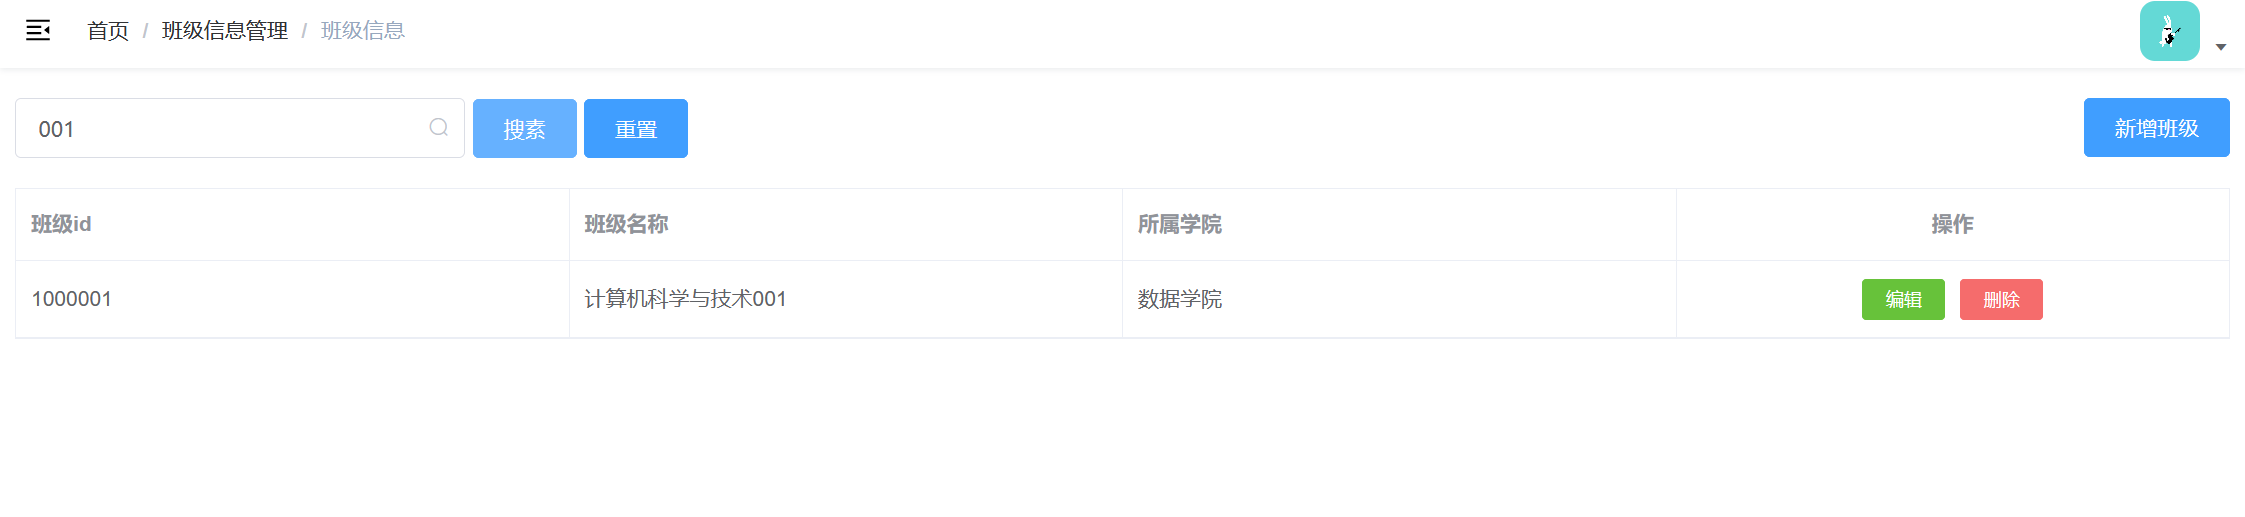 首页 / 班级信息管理 / 班级信息
001 搜素 重置 新增班级
班级id 班级名称 所属学院 操作
1000001 计算机科学与技术001 数据学院 编辑 删除